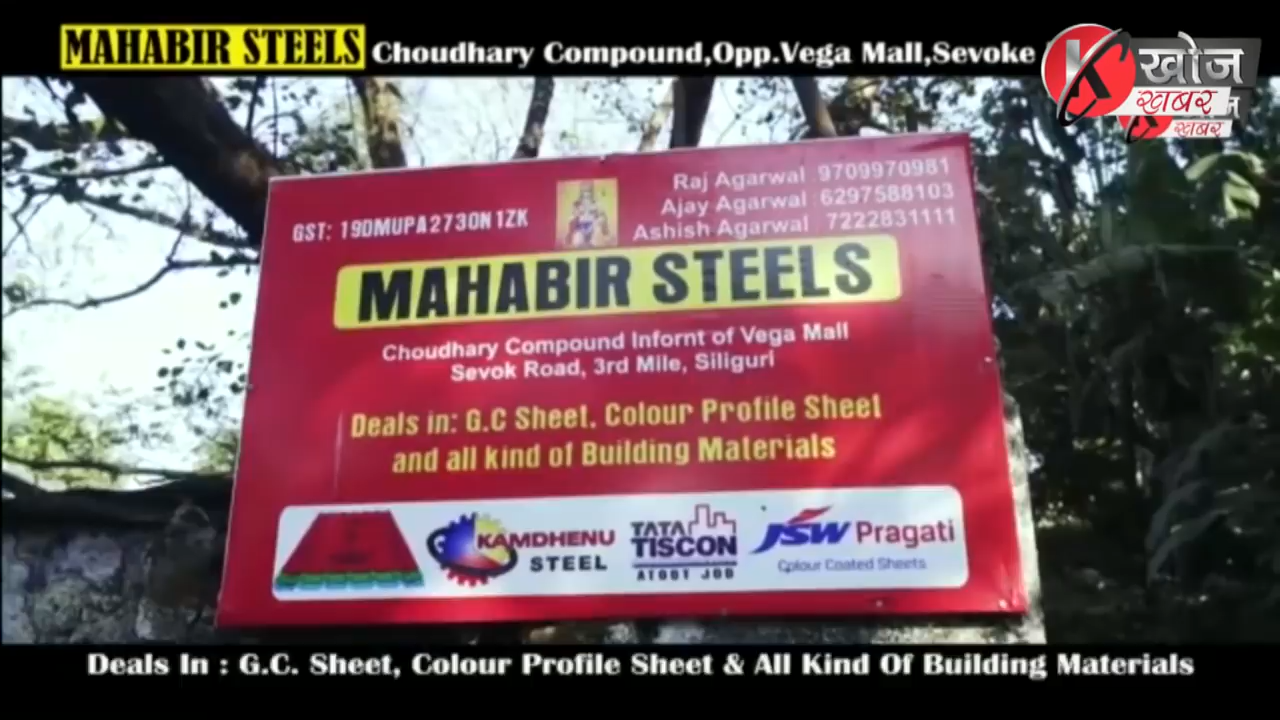 MAHABIR STEELS Choudhary Compound,Opp.Vega Mall,Sevoke
K खोज
खबर
खबर
Raj Agarwal 9709970981
Ajay Agarwal 6297588103
GST: 19DMUPA2730N1ZK
Ashish Agarwal 7222831111
MAHABIR STEELS
Choudhary Compound Infornt of Vega Mall
Sevok Road, 3rd Mile, Siliguri
Deals in: G.C Sheet. Colour Profile Sheet
and all kind of Building Materials
KAMDHENU
STEEL
TATA
TISCON
ATOOT JOD
JSW Pragati
Colour Coated Sheets
Deals In : G.C. Sheet, Colour Profile Sheet & All Kind Of Building Materials